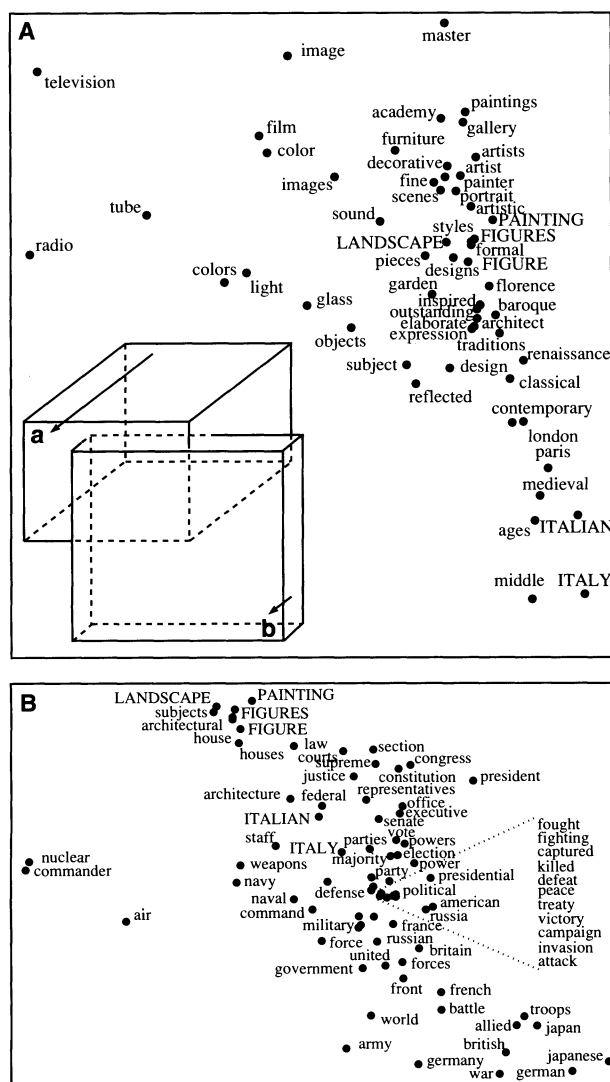 A
master
image
television
paintings
academy
gallery
film
furniture
color
artists
decorative
artist
images
fine
painter
scenes
portrait
artistic
tube
sound
PAINTING
styles
FIGURES
LANDSCAPE
formal
radio
pieces
designs
FIGURE
colors
light
garden
florence
glass
inspired
baroque
outstanding
elaborate
architect
objects
expression
traditions
renaissance
subject
design
classical
reflected
contemporary
a
london
paris
medieval
ages
ITALIAN
middle
ITALY
b
B
LANDSCAPE
PAINTING
subjects
FIGURES
architectural
FIGURE
house
houses
law
section
courts
supreme
congress
justice
constitution
president
representatives
architecture
federal
office
executive
ITALIAN
senate
fought
staff
vote
fighting
parties
powers
captured
ITALY
nuclear
majority
election
killed
commander
weapons
power
defeat
party
presidential
peace
navy
defense
political
treaty
naval
american
victory
command
russia
air
campaign
military
france
invasion
force
russian
britain
attack
united
forces
government
front
french
battle
troops
world
allied
japan
army
british
japanese
germany
war
german